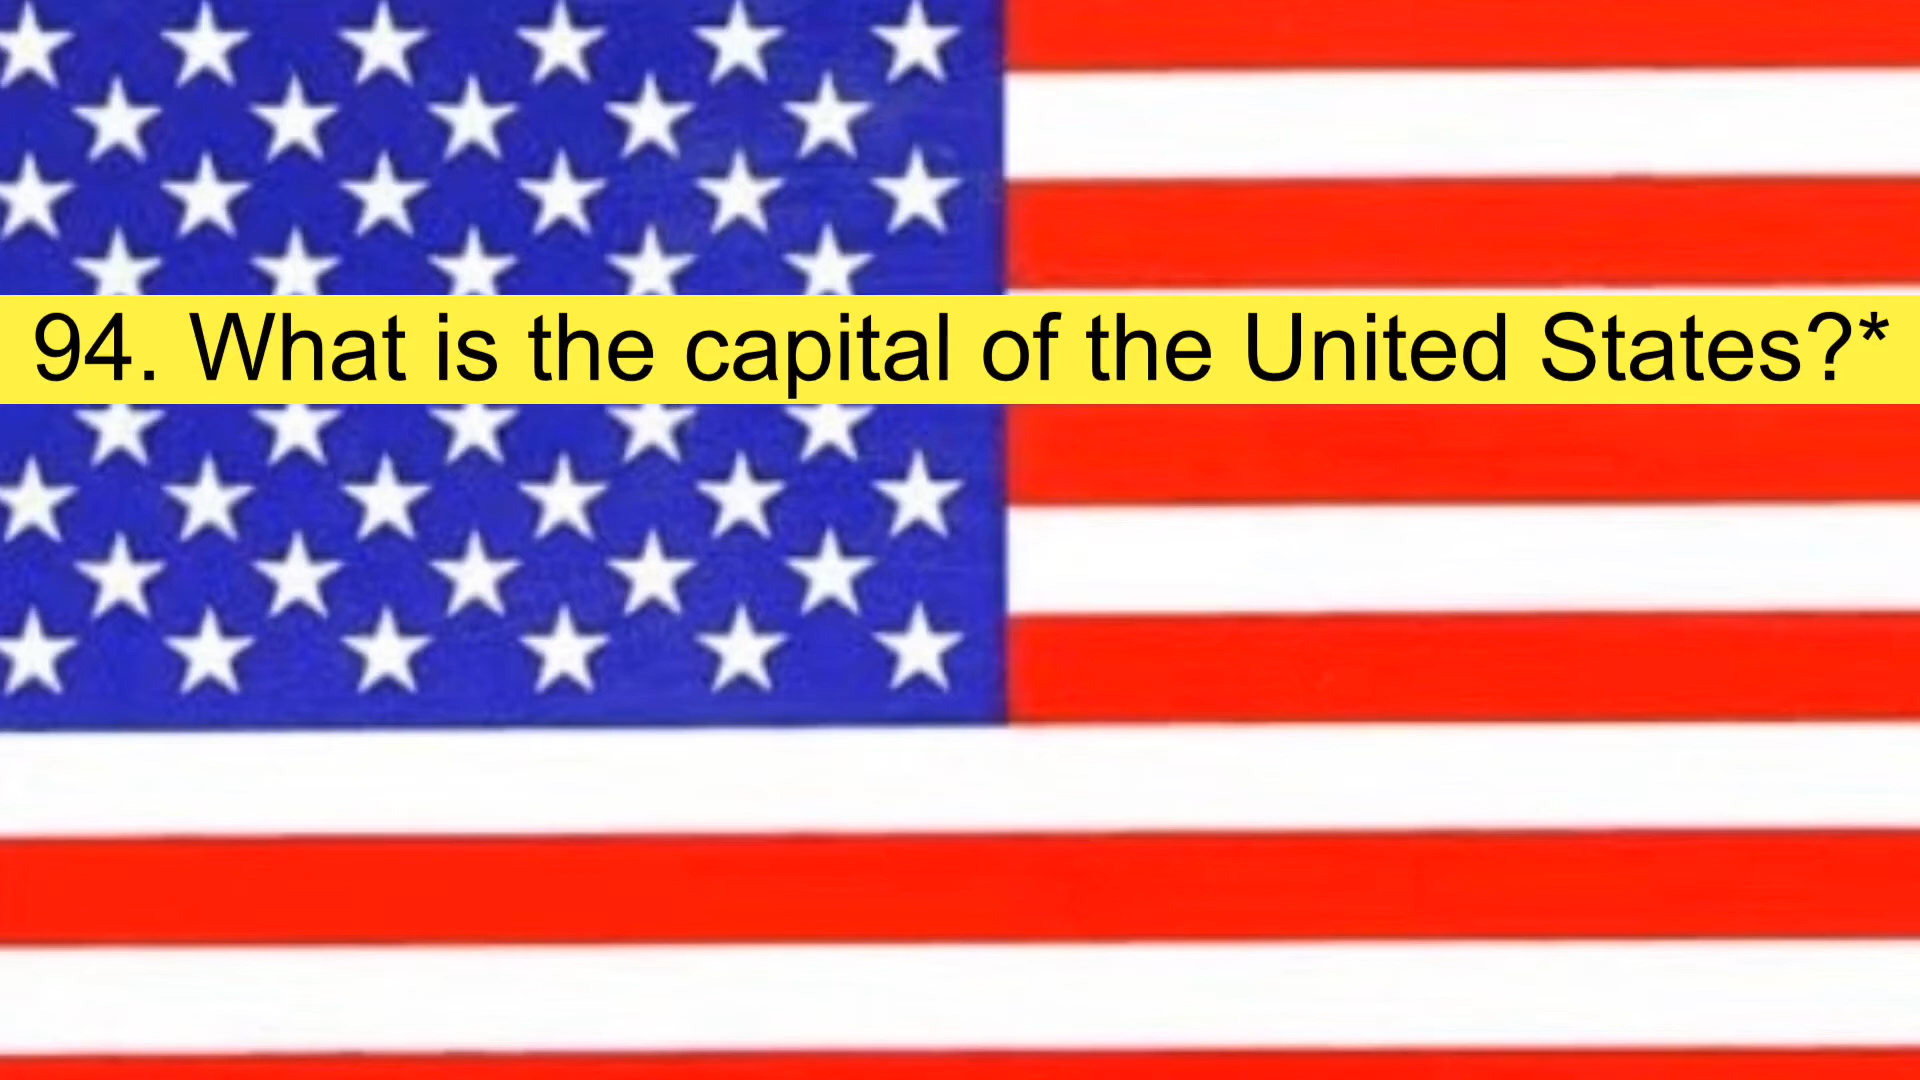 94. What is the capital of the United States?*